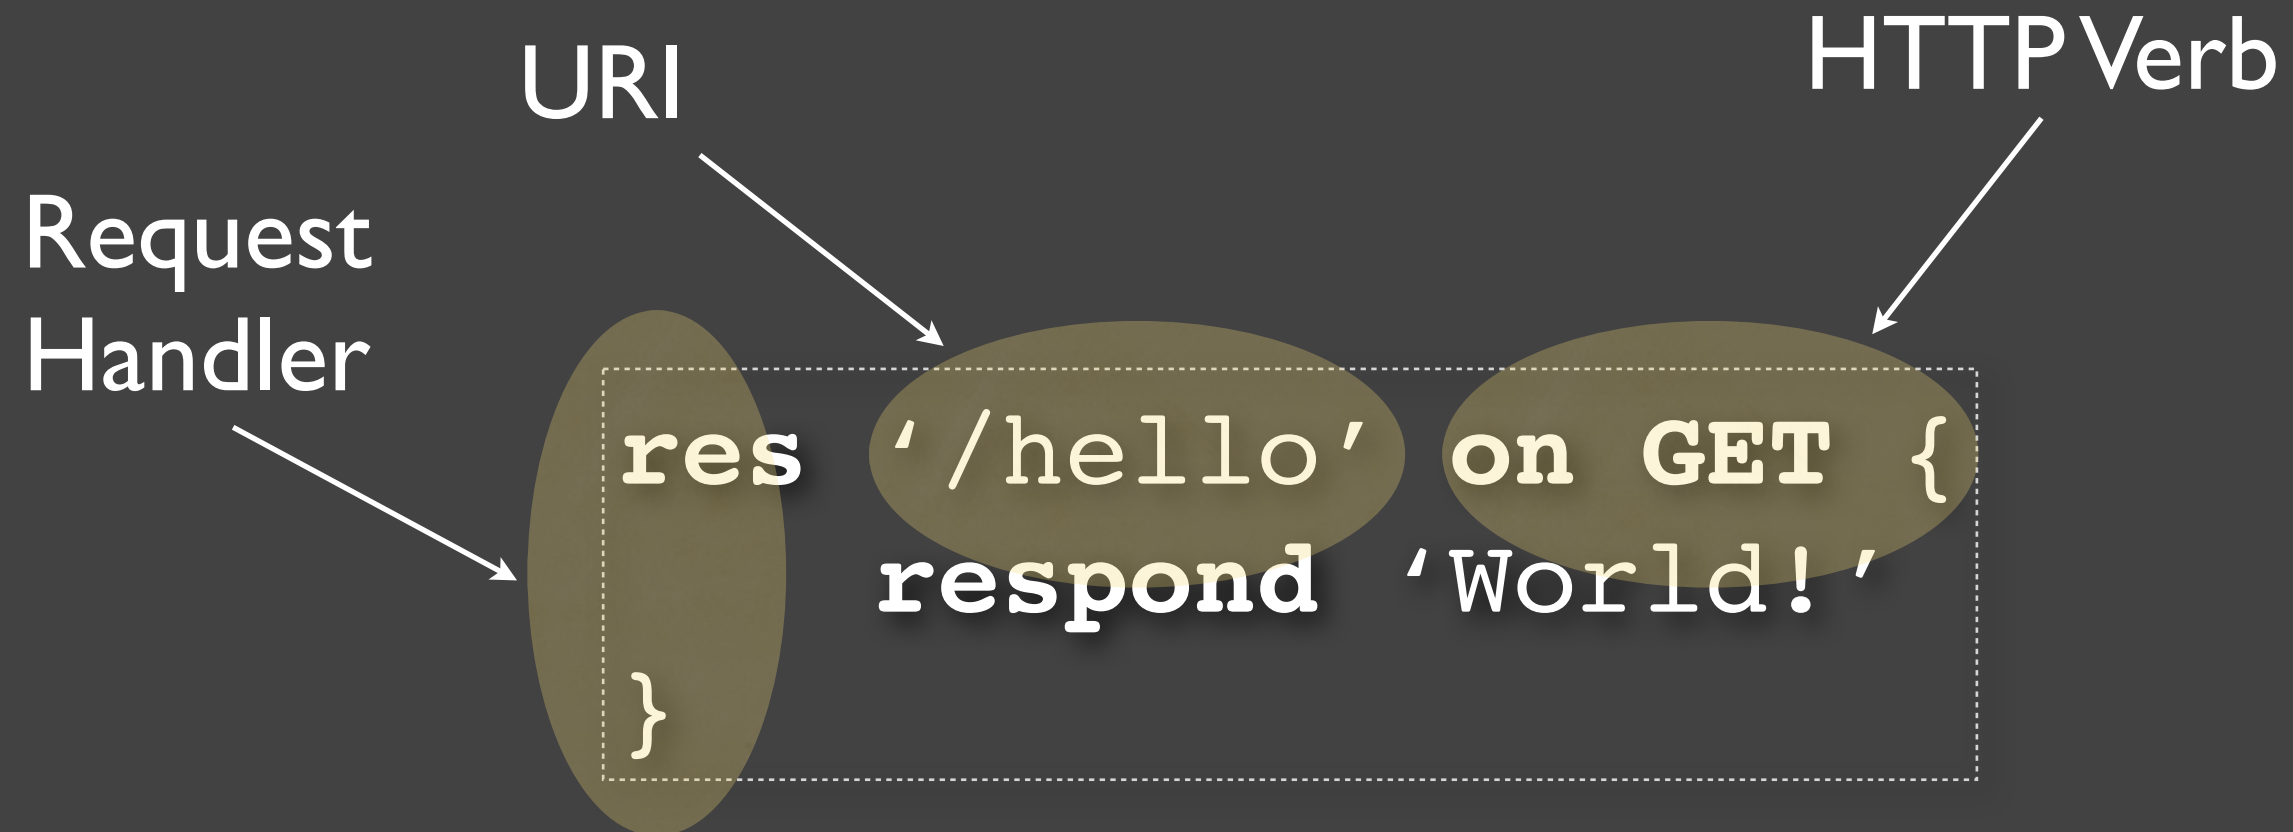 HTTP Verb
URI
Request
Handler
res ‘/hello’ on GET {
respond ‘World!’
}